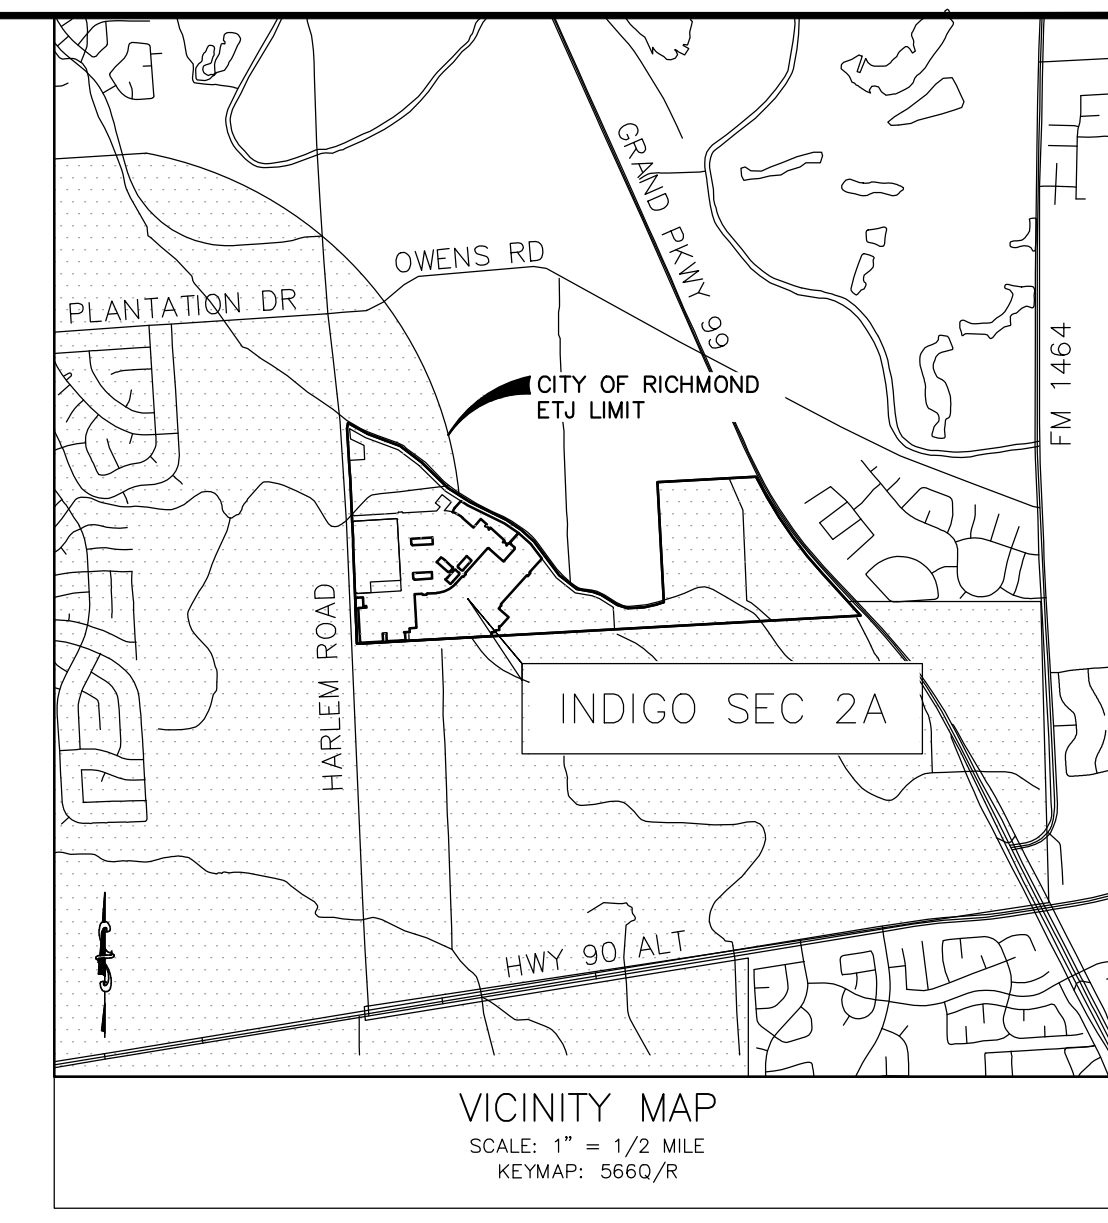 GRAND PKWY 99
OWENS RD
PLANTATION DR
CITY OF RICHMOND
ETJ LIMIT
FM 1464
HARLEM ROAD
INDIGO SEC 2A
HWY 90 ALT
VICINITY MAP
SCALE: 1" = 1/2 MILE
KEYMAP: 566Q/R